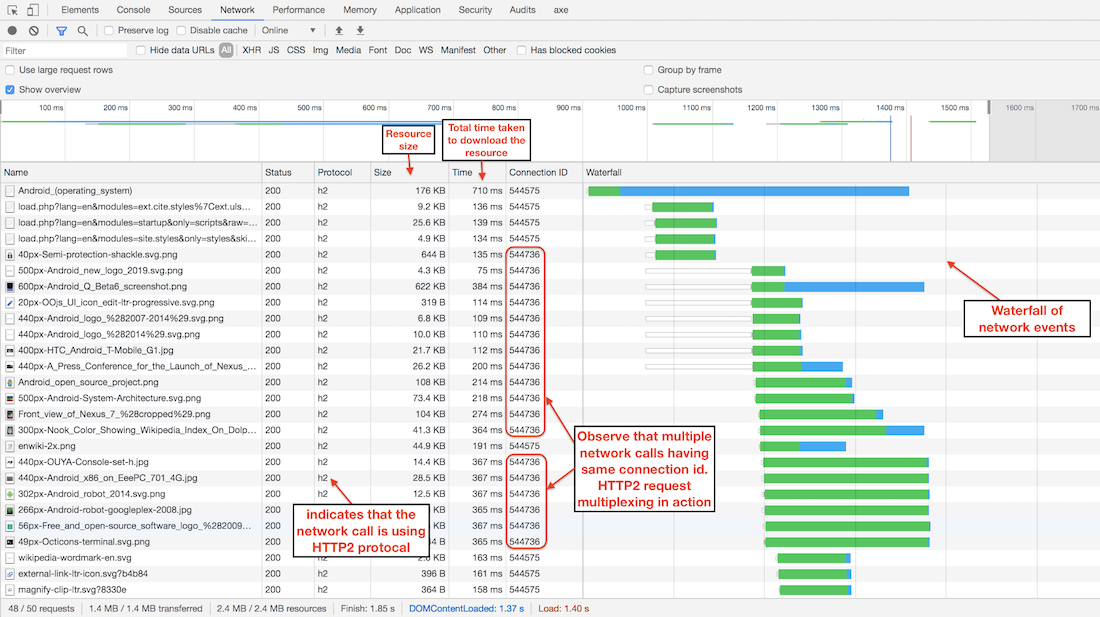 Elements Console Sources Network Performance Memory Application Security Audits axe
Preserve log Disable cache Online
Filter Hide data URLs All XHR JS CSS Img Media Font Doc WS Manifest Other Has blocked cookies
Use large request rows Group by frame
Show overview Capture screenshots
100 ms 200 ms 300 ms 400 ms 500 ms 600 ms 700 ms 800 ms 900 ms 1000 ms 1100 ms 1200 ms 1300 ms 1400 ms 1500 ms 1600 ms 1700 ms
Resource
size
Total time taken
to download the
resource
Name Status Protocol Size Time Connection ID Waterfall
Android_(operating_system) 200 h2 176 KB 710 ms 544575
load.php?lang=en&modules=ext.cite.styles%7Cext.uls... 200 h2 9.2 KB 136 ms 544575
load.php?lang=en&modules=startup&only=scripts&raw=... 200 h2 25.6 KB 139 ms 544575
load.php?lang=en&modules=site.styles&only=styles&ski... 200 h2 4.9 KB 134 ms 544575
40px-Semi-protection-shackle.svg.png 200 h2 644 B 135 ms 544736
500px-Android_new_logo_2019.svg.png 200 h2 4.3 KB 75 ms 544736
600px-Android_Q_Beta6_screenshot.png 200 h2 622 KB 384 ms 544736
20px-OOjs_UI_icon_edit-ltr-progressive.svg.png 200 h2 319 B 114 ms 544736
440px-Android_logo_%282007-2014%29.svg.png 200 h2 6.8 KB 109 ms 544736
440px-Android_logo_%282014%29.svg.png 200 h2 10.0 KB 110 ms 544736
400px-HTC_Android_T-Mobile_G1.jpg 200 h2 21.7 KB 112 ms 544736
440px-A_Press_Conference_for_the_Launch_of_Nexus_... 200 h2 26.2 KB 200 ms 544736
Android_open_source_project.png 200 h2 108 KB 214 ms 544736
500px-Android-System-Architecture.svg.png 200 h2 73.4 KB 218 ms 544736
Front_view_of_Nexus_7_%28cropped%29.png 200 h2 104 KB 274 ms 544736
300px-Nook_Color_Showing_Wikipedia_Index_On_Dolp... 200 h2 41.3 KB 364 ms 544736
enwiki-2x.png 200 h2 44.9 KB 191 ms 544575
440px-OUYA-Console-set-h.jpg 200 h2 14.4 KB 367 ms 544736
440px-Android_x86_on_EeePC_701_4G.jpg 200 h2 28.5 KB 367 ms 544736
302px-Android_robot_2014.svg.png 200 h2 12.5 KB 367 ms 544736
266px-Android-robot-googleplex-2008.jpg 200 KB 365 ms 544736
56px-Free_and_open-source_software_logo_%282009... 200 KB 367 ms 544736
49px-Octicons-terminal.svg.png 200 B 365 ms 544736
wikipedia-wordmark-en.svg 200 h2 KB 163 ms 544575
external-link-ltr-icon.svg?b4b84 200 h2 396 B 161 ms 544575
magnify-clip-ltr.svg?8330e 200 h2 364 B 158 ms 544575
Waterfall of
network events
Observe that multiple
network calls having
same connection id.
HTTP2 request
multiplexing in action
indicates that the
network call is using
HTTP2 protocal
48 / 50 requests 1.4 MB / 1.4 MB transferred 2.4 MB / 2.4 MB resources Finish: 1.85 s DOMContentLoaded: 1.37 s Load: 1.40 s